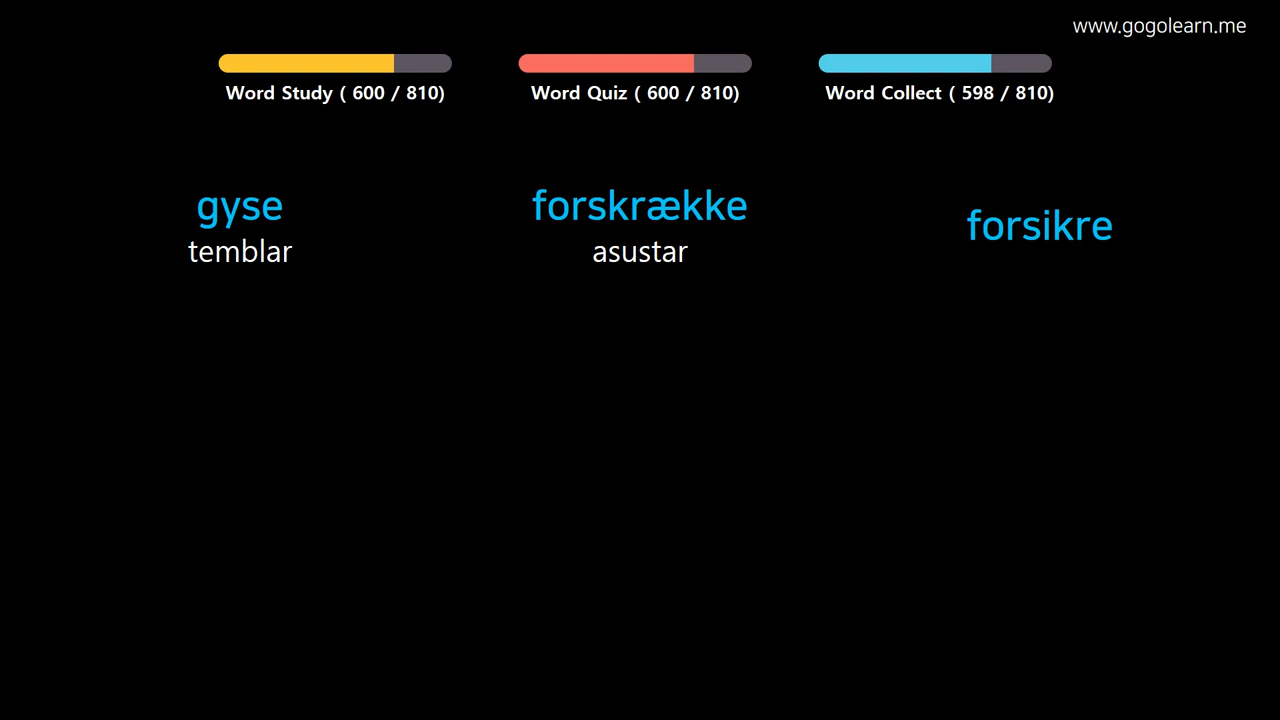 www.gogolearn.me
Word Study ( 600 / 810)
Word Quiz ( 600 / 810)
Word Collect ( 598 / 810)
gyse
temblar
forskrække
asustar
forsikre